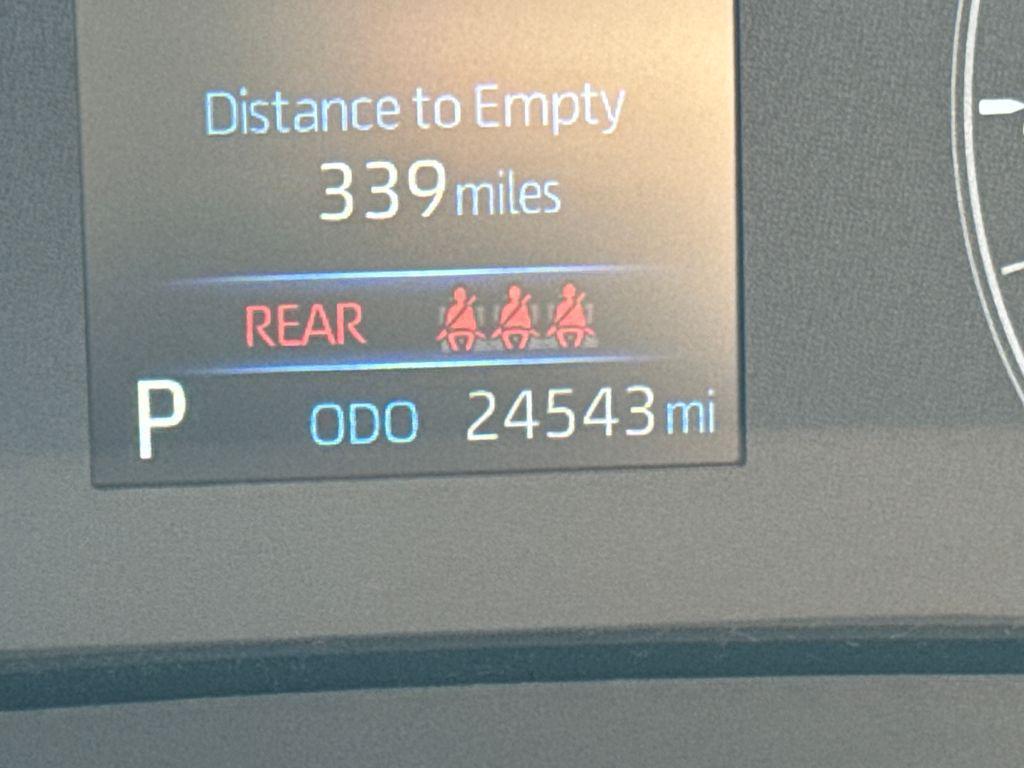 Distance to Empty
339 miles
REAR
P ODO 24543 mi